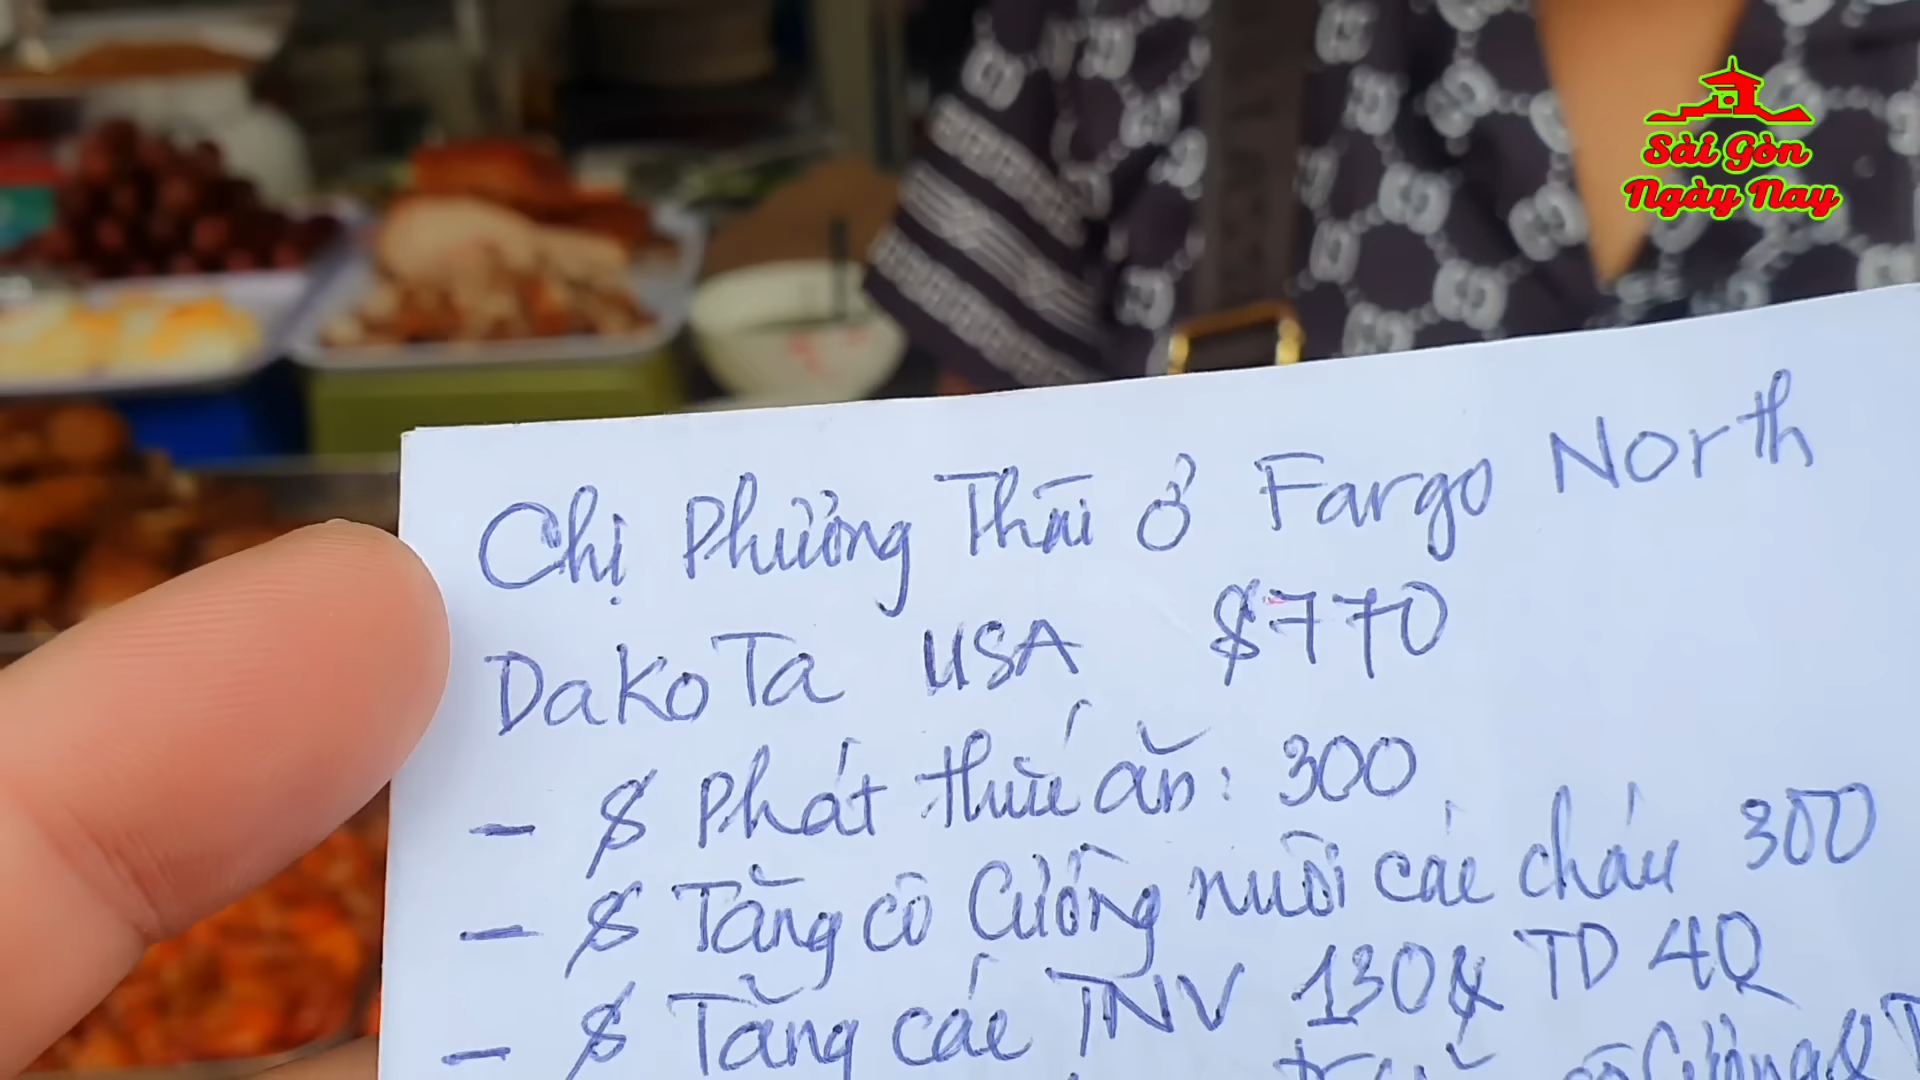 Sài Gòn
Ngày Nay
Chị Phương Thái ở Fargo North
DaKoTa USA $770
- $ Phát thức ăn: 300
- $ Tặng cô Cường nuôi các cháu 300
- $ Tặng các TNV 130 & TD 40